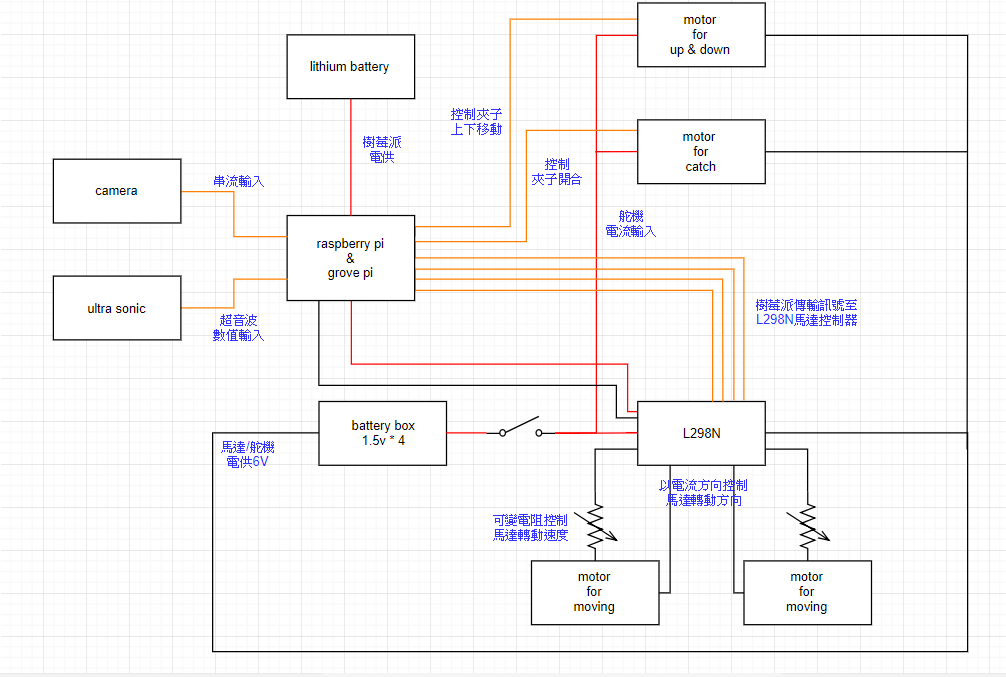 motor
for
up & down
lithium battery
控制夾子
上下移動
樹莓派
電供
motor
for
catch
控制
夾子開合
camera
串流輸入
舵機
電流輸入
raspberry pi
&
grove pi
ultra sonic
超音波
數值輸入
樹莓派傳輸訊號至
L298N馬達控制器
battery box
1.5v * 4
L298N
馬達/舵機
電供6V
以電流方向控制
馬達轉動方向
可變電阻控制
馬達轉動速度
motor
for
moving
motor
for
moving